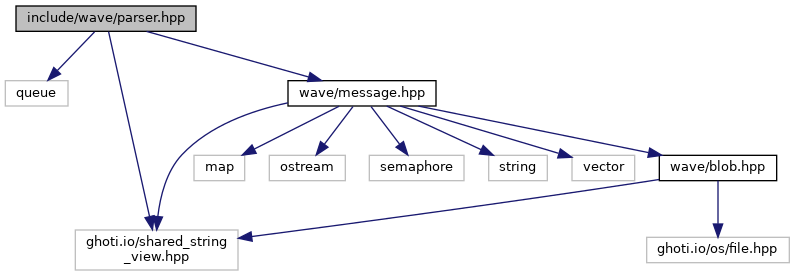 include/wave/parser.hpp
queue
wave/message.hpp
map
ostream
semaphore
string
vector
wave/blob.hpp
ghoti.io/shared_string
_view.hpp
ghoti.io/os/file.hpp